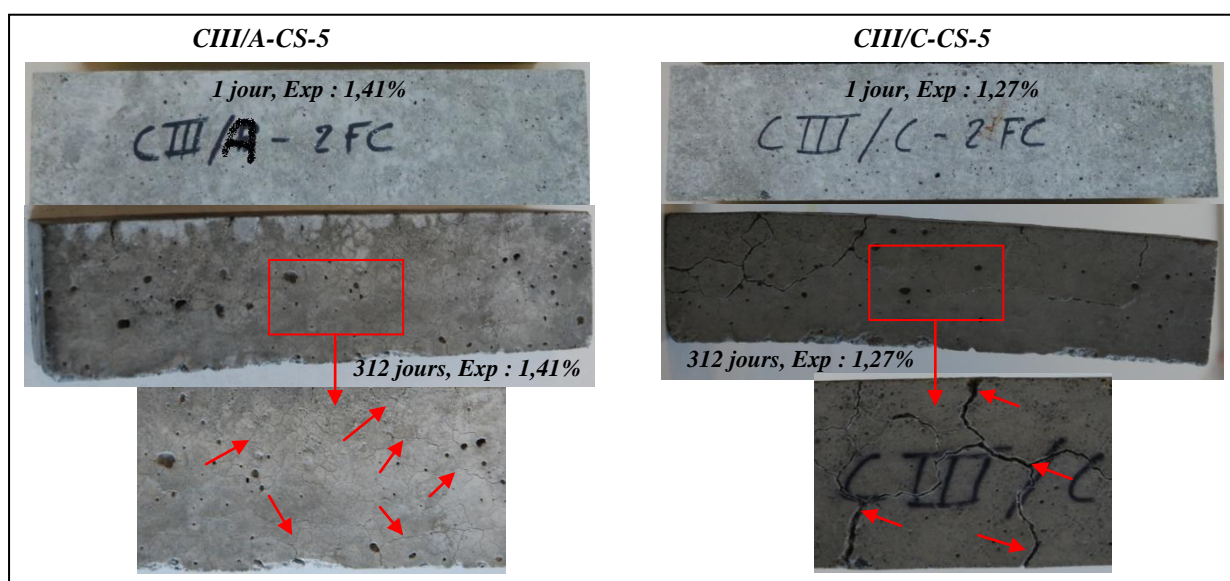 CIII/A-CS-5
1 jour, Exp : 1,41%
CIII/A - 2FC
312 jours, Exp : 1,41%
CIII/C-CS-5
1 jour, Exp : 1,27%
CIII/C - 2FC
312 jours, Exp : 1,27%
CIII/C